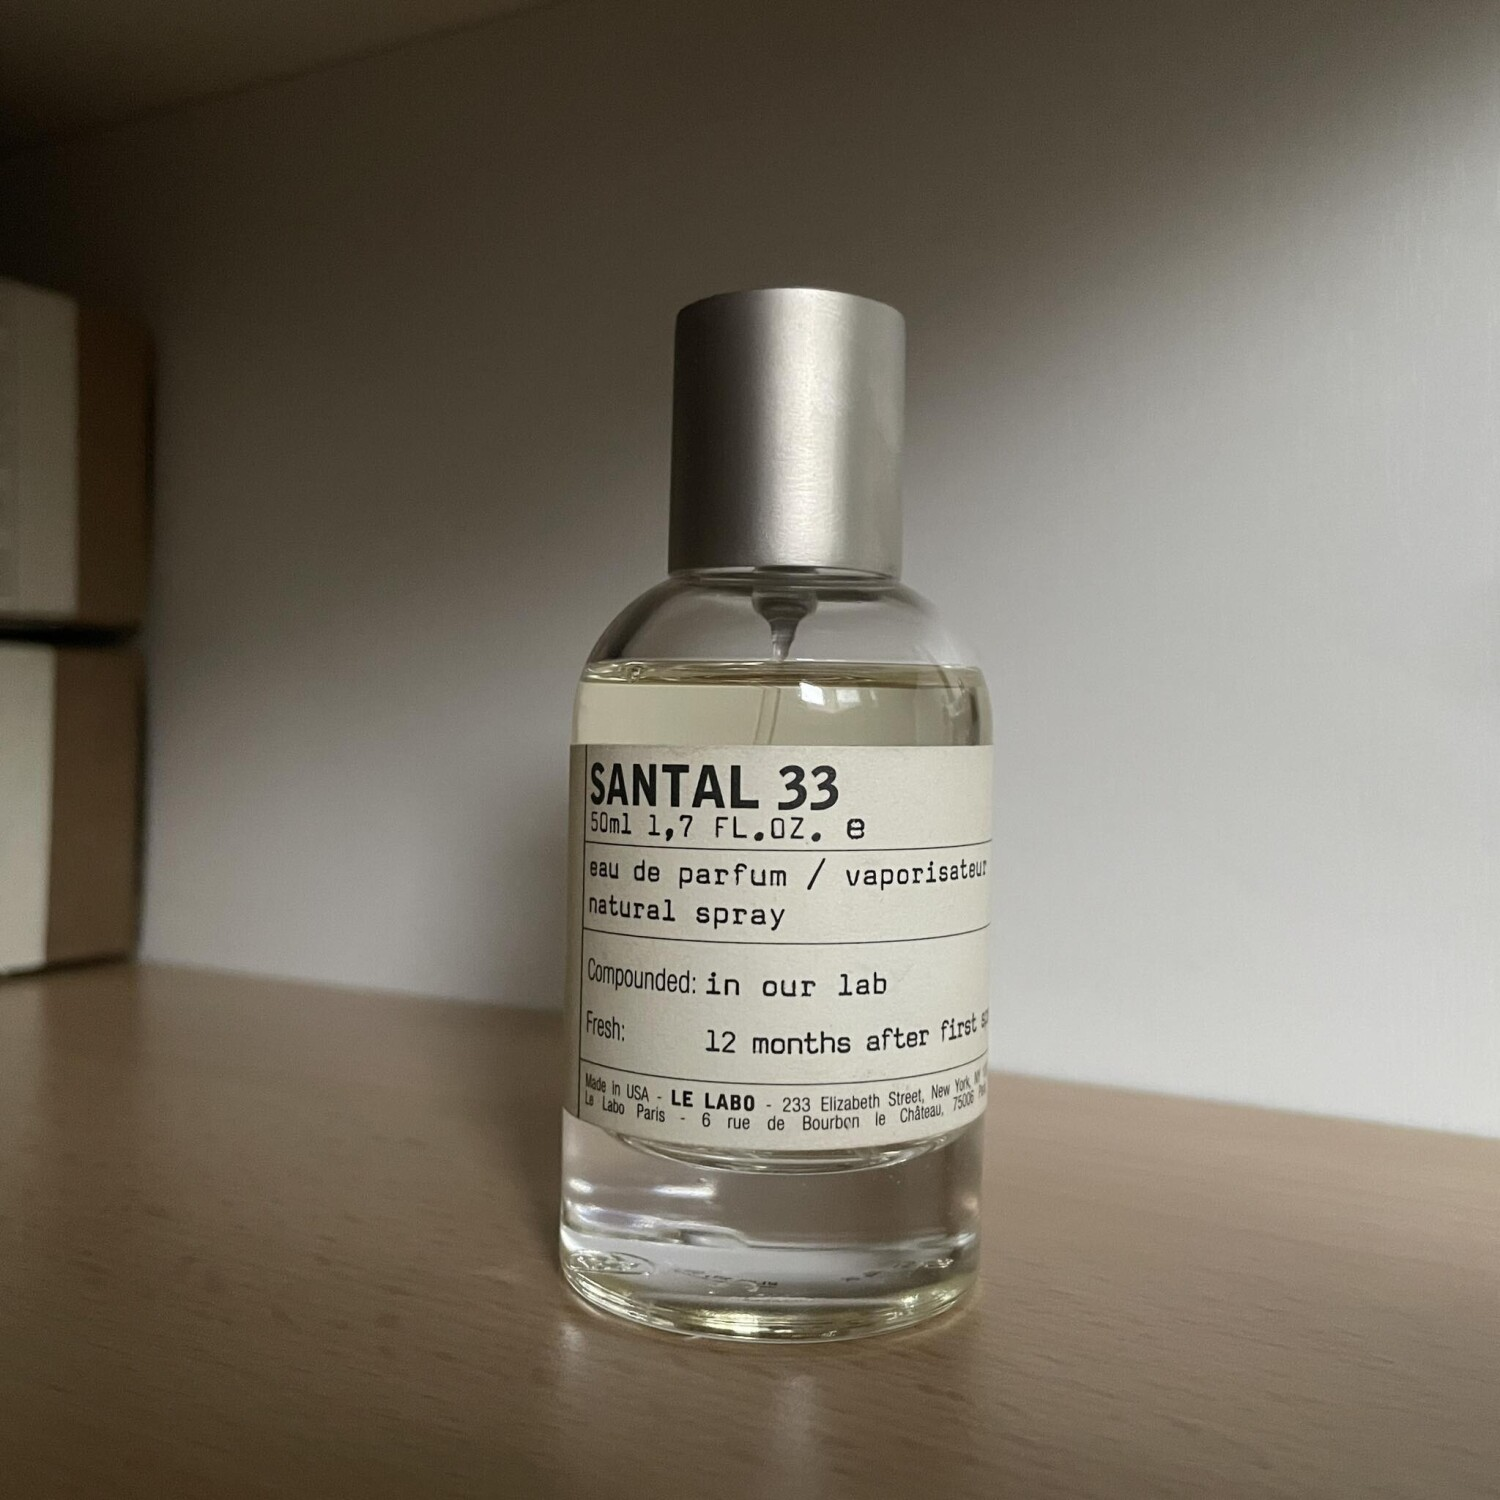 SANTAL 33
50ml 1,7 FL.OZ. e
eau de parfum / vaporisateur
natural spray
Compounded: in our lab
Fresh: 12 months after first
Made in USA - LE LABO - 233 Elizabeth Street, New York, NY
Le Labo Paris - 6 rue de Bourbon le Château, 75006